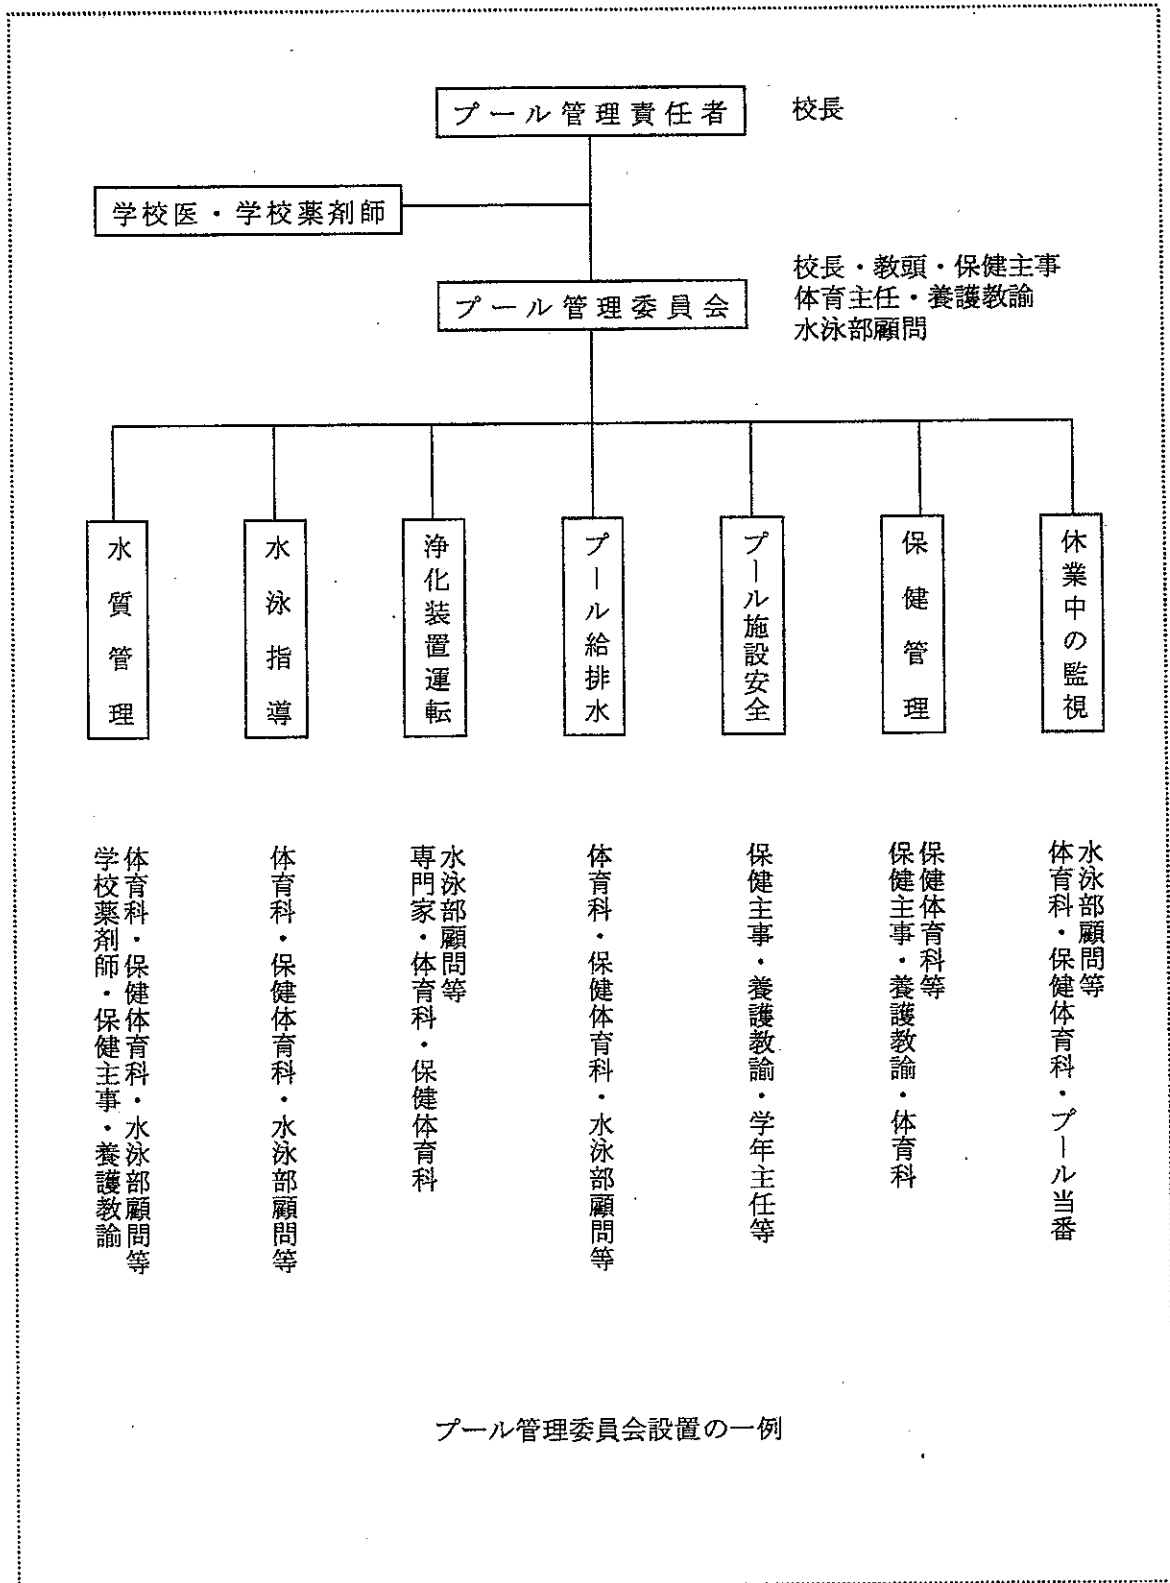 プール管理責任者
校長
学校医・学校薬剤師
プール管理委員会
校長・教頭・保健主事
体育主任・養護教諭
水泳部顧問
水質管理
水泳指導
浄化装置運転
プール給排水
プール施設安全
保健管理
休業中の監視
学校薬剤師・保健主事・養護教諭
体育科・保健体育科・水泳部顧問等
体育科・保健体育科・水泳部顧問等
専門家・体育科・保健体育科
水泳部顧問等
体育科・保健体育科・水泳部顧問等
保健主事・養護教諭・学年主任等
保健主事・養護教諭・体育科
保健体育科等
体育科・保健体育科・プール当番
水泳部顧問等
プール管理委員会設置の一例